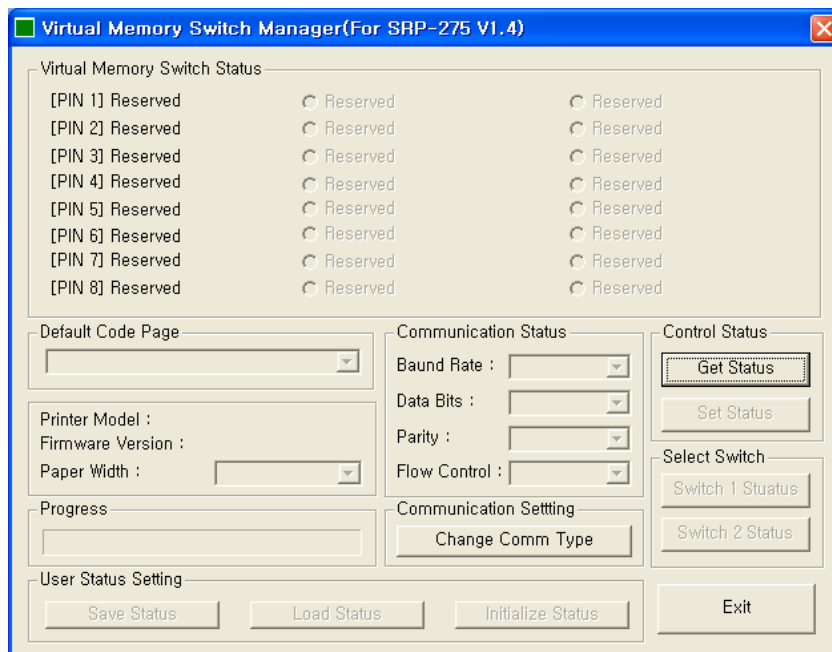 Virtual Memory Switch Manager(For SRP-275 V1.4)
Virtual Memory Switch Status
[PIN 1] Reserved Reserved Reserved
[PIN 2] Reserved Reserved Reserved
[PIN 3] Reserved Reserved Reserved
[PIN 4] Reserved Reserved Reserved
[PIN 5] Reserved Reserved Reserved
[PIN 6] Reserved Reserved Reserved
[PIN 7] Reserved Reserved Reserved
[PIN 8] Reserved Reserved Reserved
Default Code Page
Printer Model :
Firmware Version :
Paper Width :
Progress
Communication Status
Baund Rate :
Data Bits :
Parity :
Flow Control :
Communication Settting
Change Comm Type
Control Status
Get Status
Set Status
Select Switch
Switch 1 Stuatus
Switch 2 Status
User Status Setting
Save Status Load Status Initialize Status
Exit